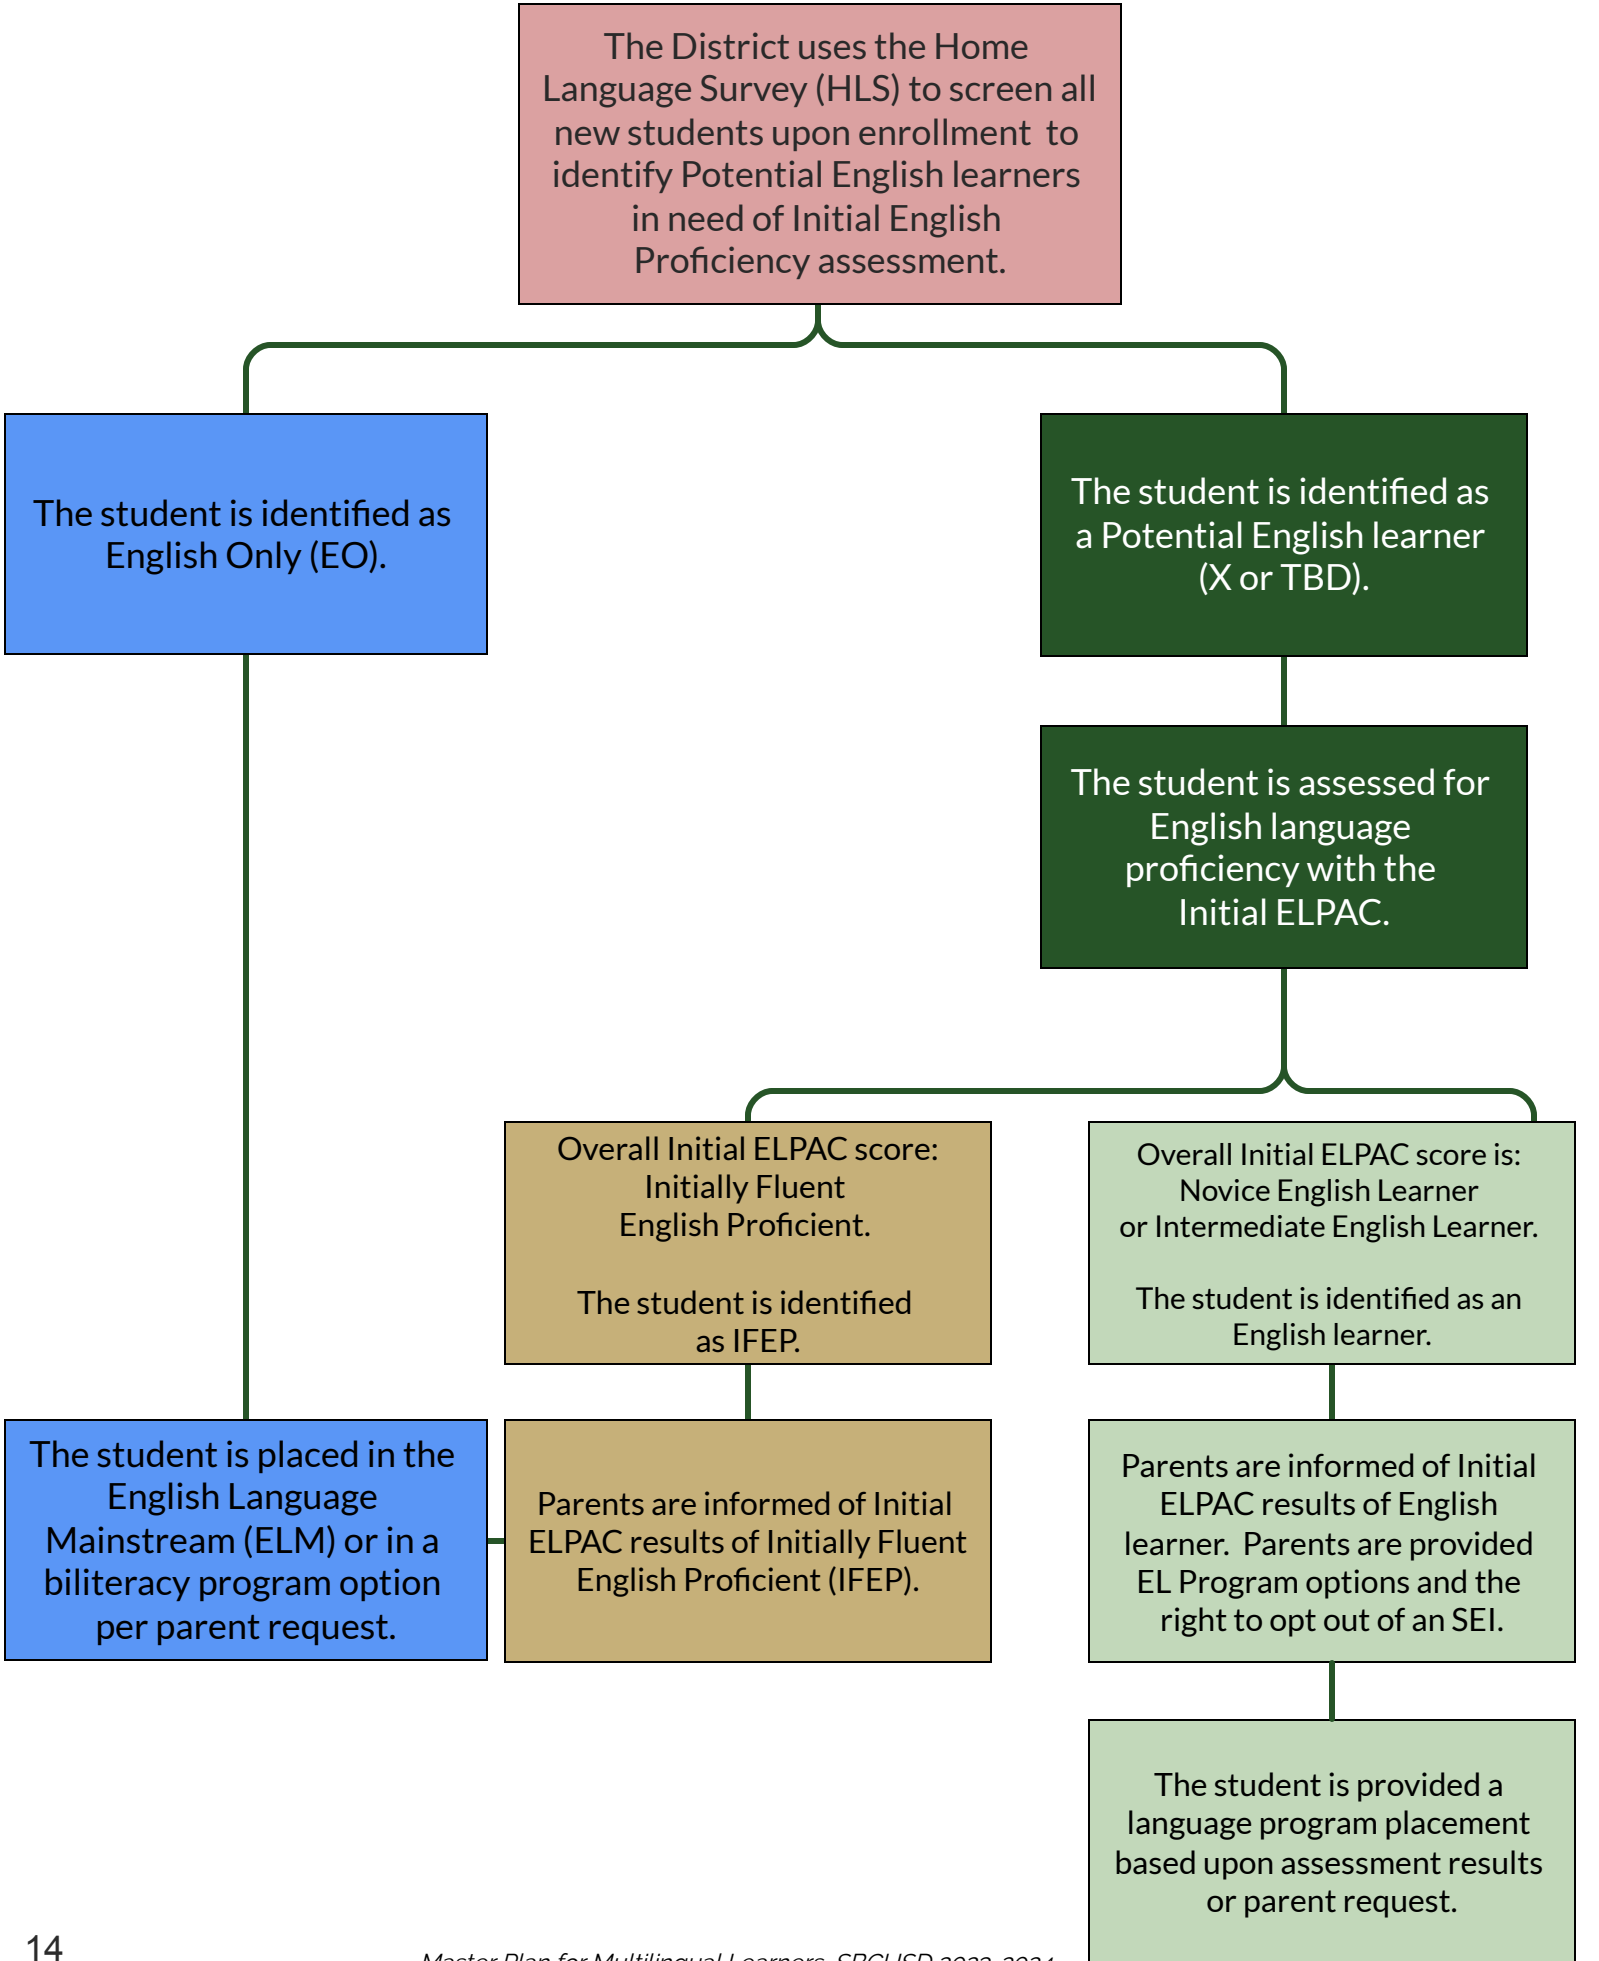 The District uses the Home
Language Survey (HLS) to screen all
new students upon enrollment  to
identify Potential English learners
in need of Initial English
Proficiency assessment.
The student is identified as
English Only (EO).
The student is identified as
a Potential English learner
(X or TBD).
The student is assessed for
English language
proficiency with the
Initial ELPAC.
Overall Initial ELPAC score:
Initially Fluent
English Proficient.
The student is identified
as IFEP.
Overall Initial ELPAC score is:
Novice English Learner
or Intermediate English Learner.
The student is identified as an
English learner.
The student is placed in the
English Language
Mainstream (ELM) or in a
biliteracy program option
per parent request.
Parents are informed of Initial
ELPAC results of Initially Fluent
English Proficient (IFEP).
Parents are informed of Initial
ELPAC results of English
learner.  Parents are provided
EL Program options and the
right to opt out of an SEI.
The student is provided a
language program placement
based upon assessment results
or parent request.
14
Master Plan for Multilingual Learners